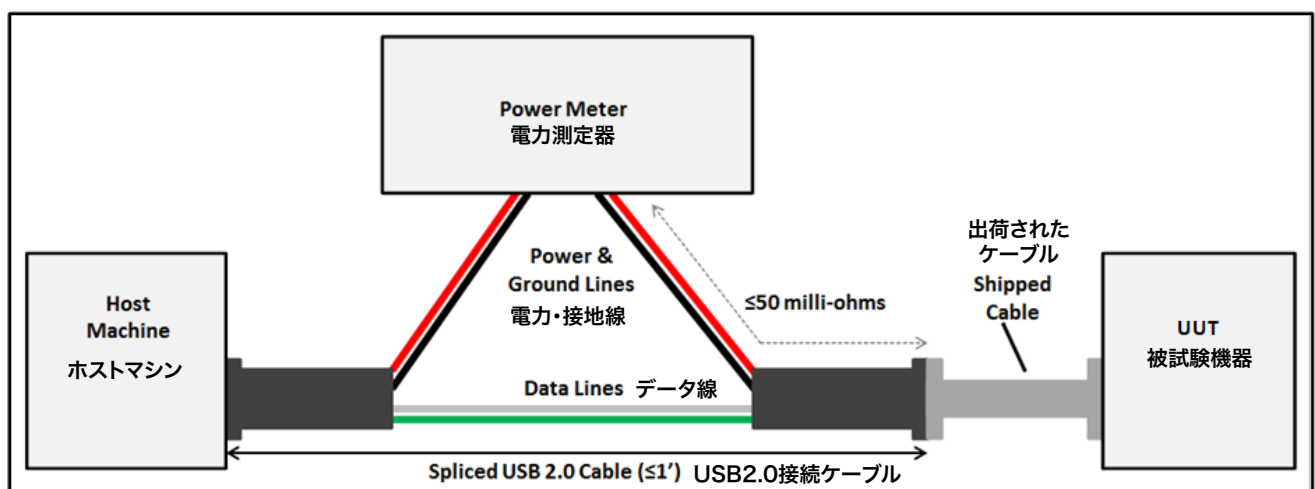 Power Meter
電力測定器
Host
Machine
ホストマシン
Power &
Ground Lines
電力・接地線
≤50 milli-ohms
出荷された
ケーブル
Shipped
Cable
UUT
被試験機器
Data Lines データ線
Spliced USB 2.0 Cable (≤1’) USB2.0接続ケーブル